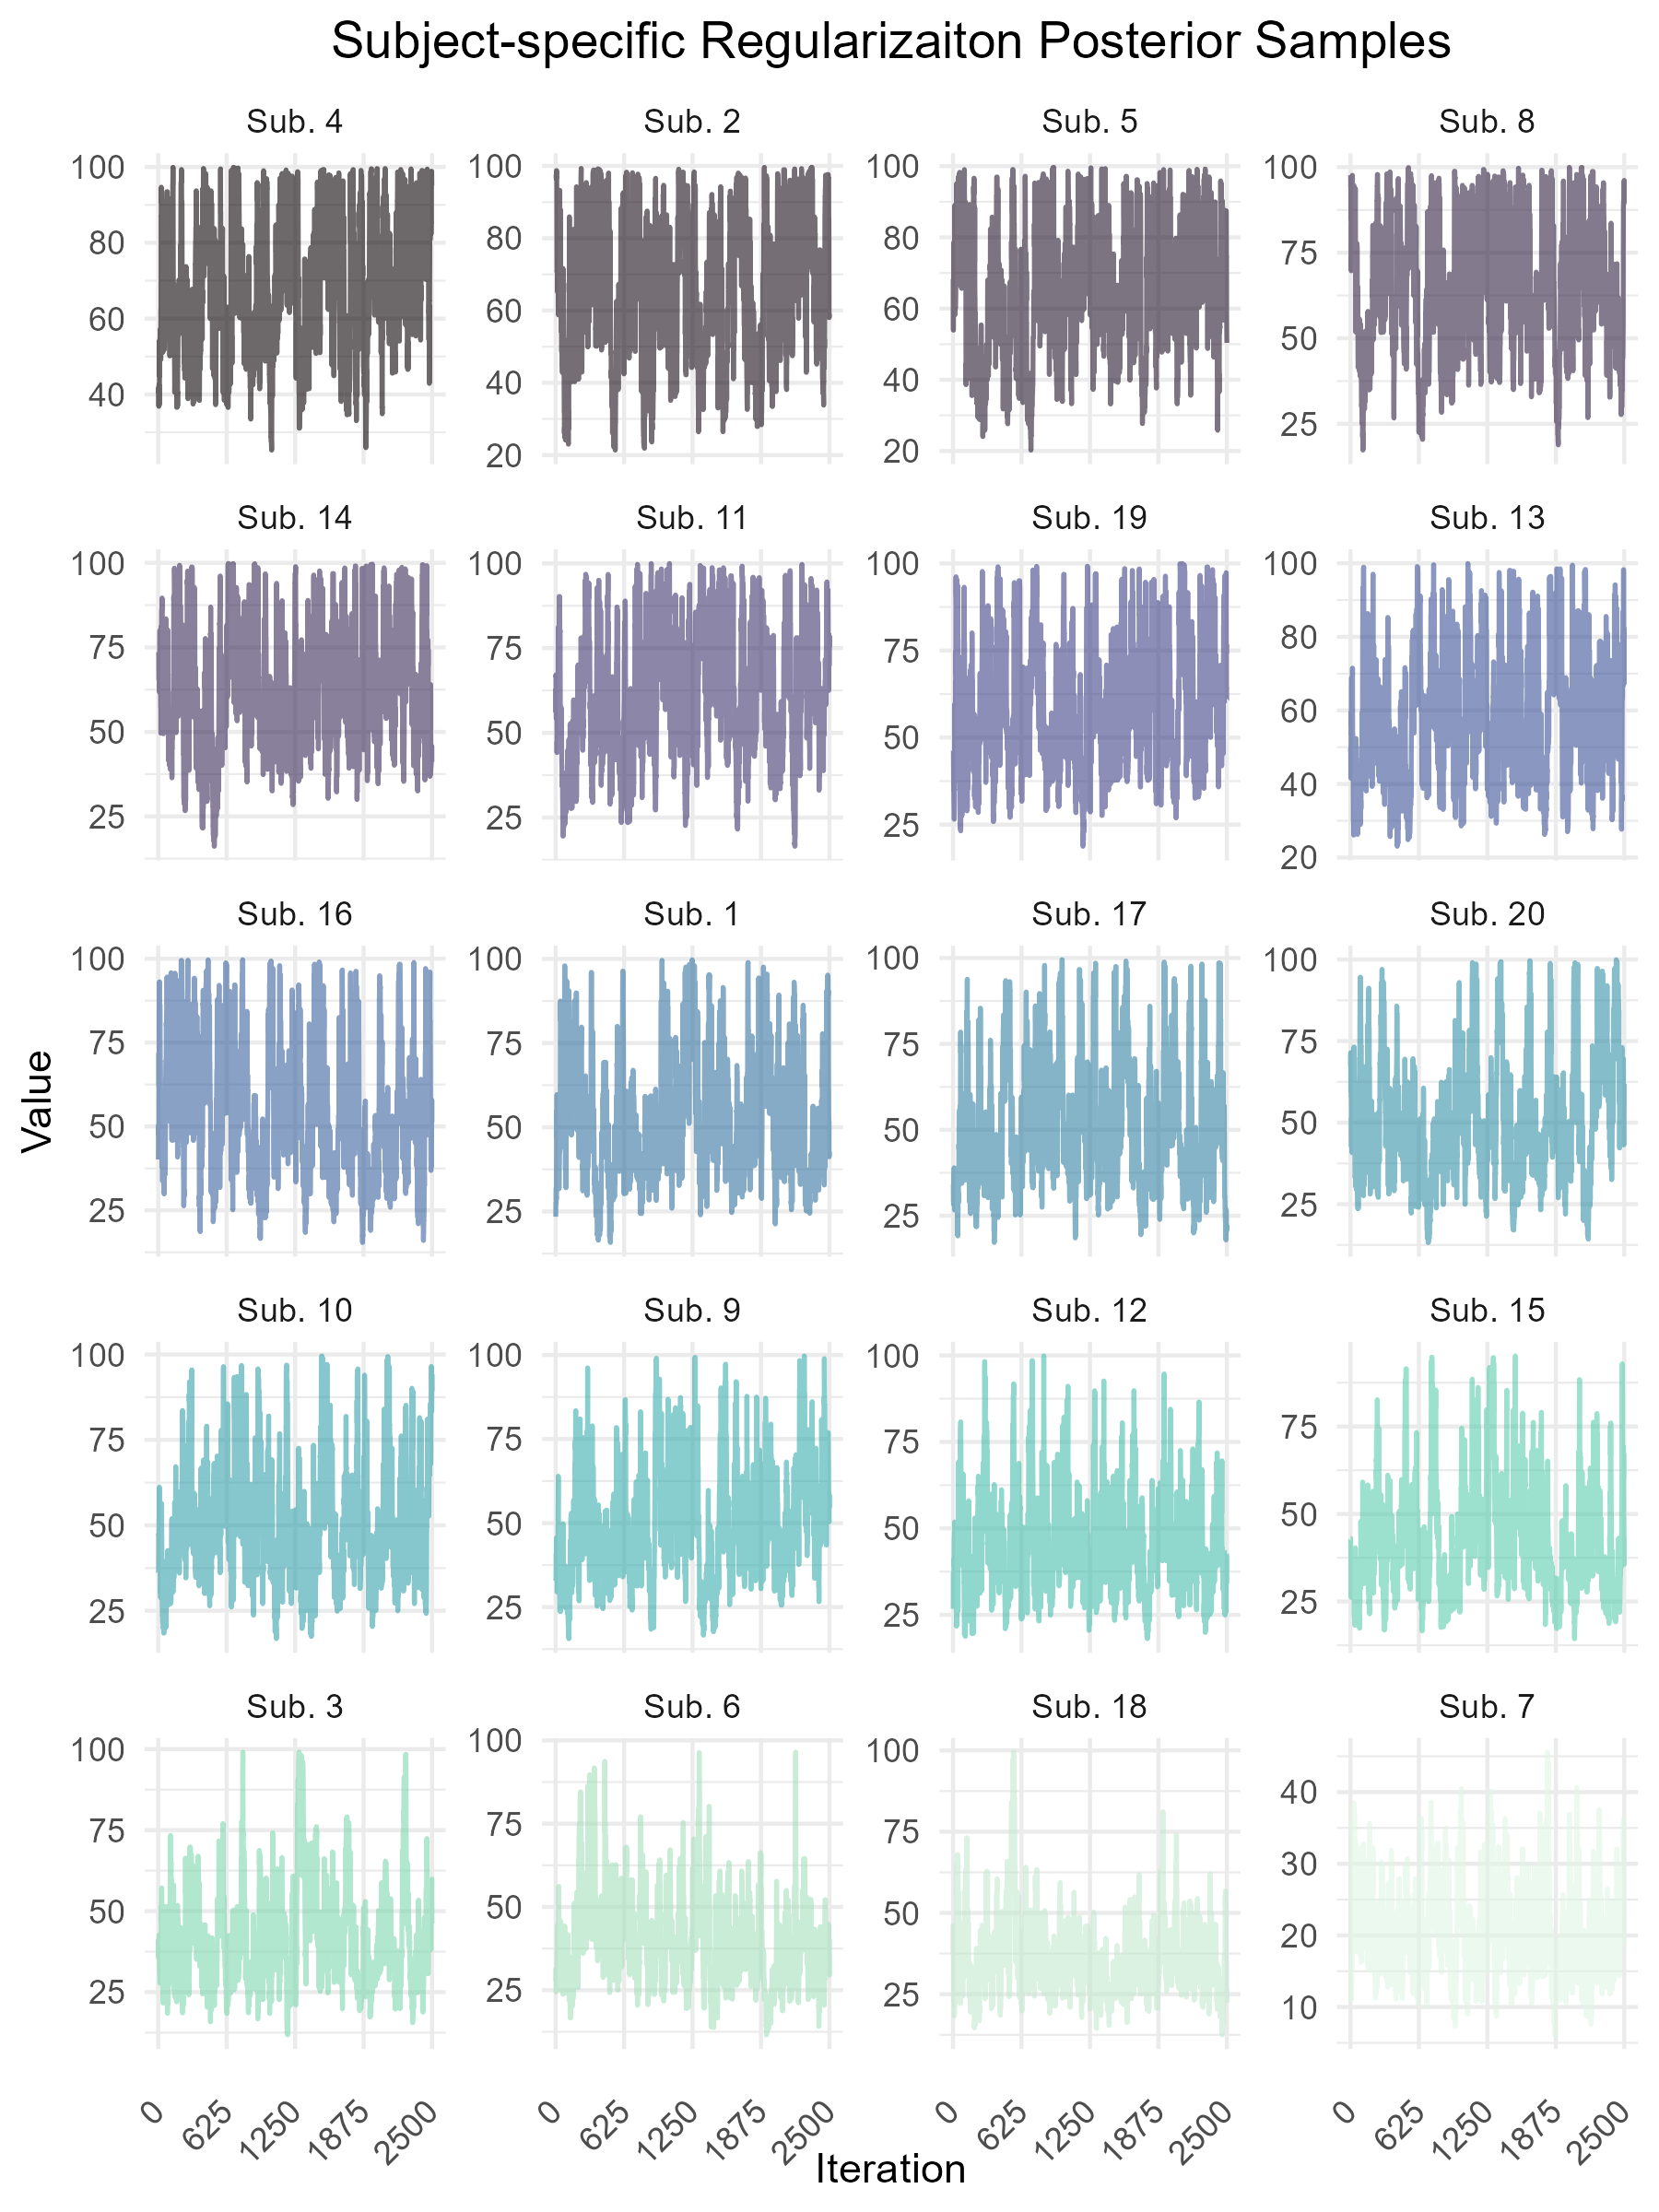 Subject-specific Regularizaiton Posterior Samples
Sub. 4 Sub. 2 Sub. 5 Sub. 8
100 100 100 100
80 80 80 75
60 60 60 50
40 40 40 25
20 20
Sub. 14 Sub. 11 Sub. 19 Sub. 13
100 100 100 100
75 75 75 80
50 50 50 60
25 25 25 40
20
Sub. 16 Sub. 1 Sub. 17 Sub. 20
100 100 100 100
75 75 75 75
50 50 50 50
25 25 25 25
Value
Sub. 10 Sub. 9 Sub. 12 Sub. 15
100 100 100
75 75 75 75
50 50 50 50
25 25 25 25
Sub. 3 Sub. 6 Sub. 18 Sub. 7
100 100 100 40
75 75 75 30
50 50 50 20
25 25 25 10
0 625 1250 1875 2500 0 625 1250 1875 2500 0 625 1250 1875 2500 0 625 1250 1875 2500
Iteration